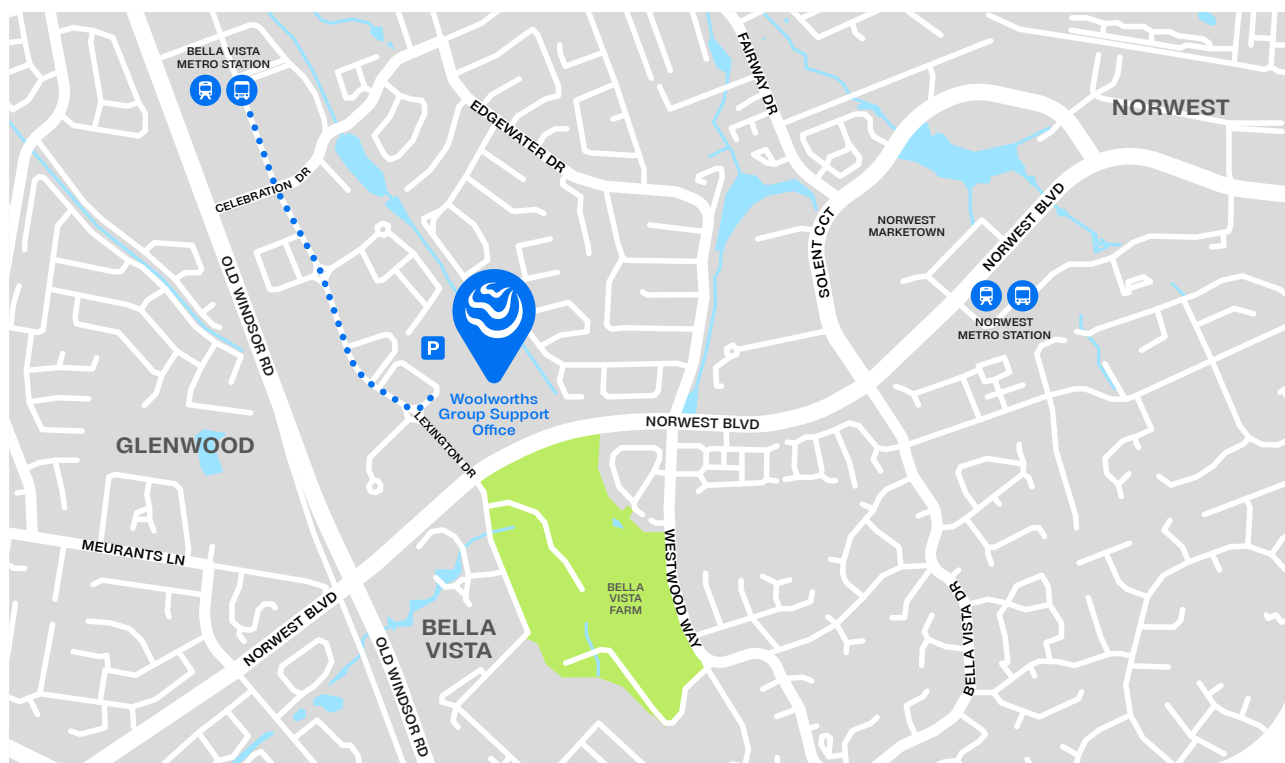 BELLA VISTA
METRO STATION
FAIRWAY DR
NORWEST
EDGEWATER DR
CELEBRATION DR
NORWEST
MARKETOWN
NORWEST BLVD
SOLENT CCT
OLD WINDSOR RD
NORWEST
METRO STATION
P
Woolworths
Group Support
Office
LEXINGTON DR
NORWEST BLVD
GLENWOOD
MEURANTS LN
WESTWOOD WAY
BELLA
VISTA
FARM
BELLA VISTA DR
NORWEST BLVD
BELLA
VISTA
OLD WINDSOR RD